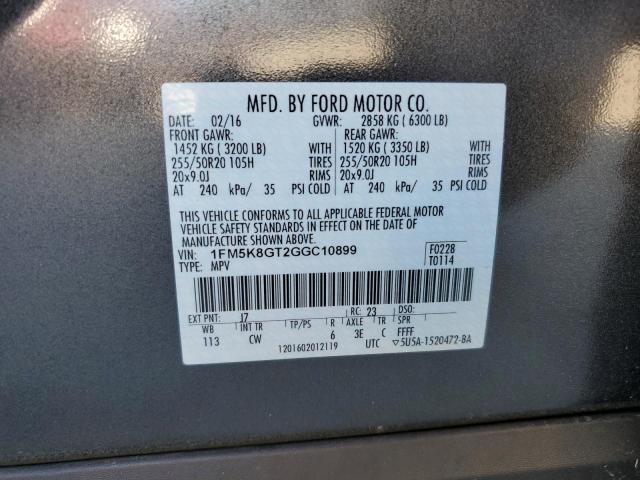 MFD. BY FORD MOTOR CO.
DATE: 02/16 GVWR: 2858 KG ( 6300 LB)
FRONT GAWR: REAR GAWR:
1452 KG ( 3200 LB) WITH 1520 KG ( 3350 LB) WITH
255/50R20 105H TIRES 255/50R20 105H TIRES
20x9.0J RIMS 20x9.0J RIMS
AT 240 kPa/ 35 PSI COLD AT 240 kPa/ 35 PSI COLD
THIS VEHICLE CONFORMS TO ALL APPLICABLE FEDERAL MOTOR
VEHICLE SAFETY STANDARDS IN EFFECT ON THE DATE OF
MANUFACTURE SHOWN ABOVE.
VIN: 1FM5K8GT2GGC10899 F0228
TYPE: MPV T0114
EXT PNT: J7 RC: 23 DSO:
WB INT TR TP/PS R AXLE TR SPR
113 CW 6 3E C FFFF
1201602012119 UTC ▽5U5A-1520472-BA